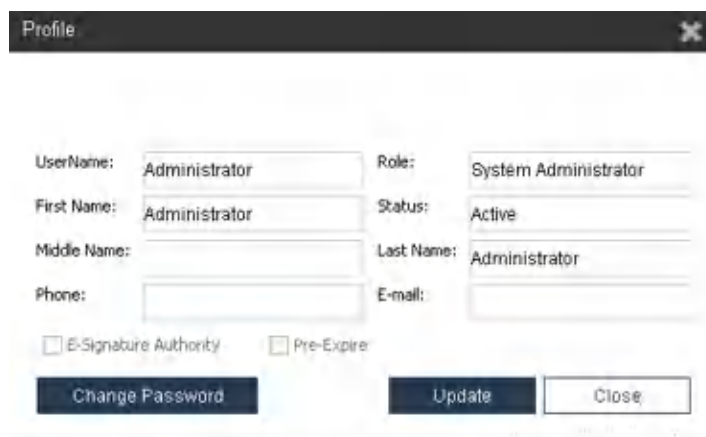 Profile
UserName: Administrator Role: System Administrator
First Name: Administrator Status: Active
Middle Name: Last Name: Administrator
Phone: E-mail:
E-Signature Authority Pre-Expire
Change Password Update Close